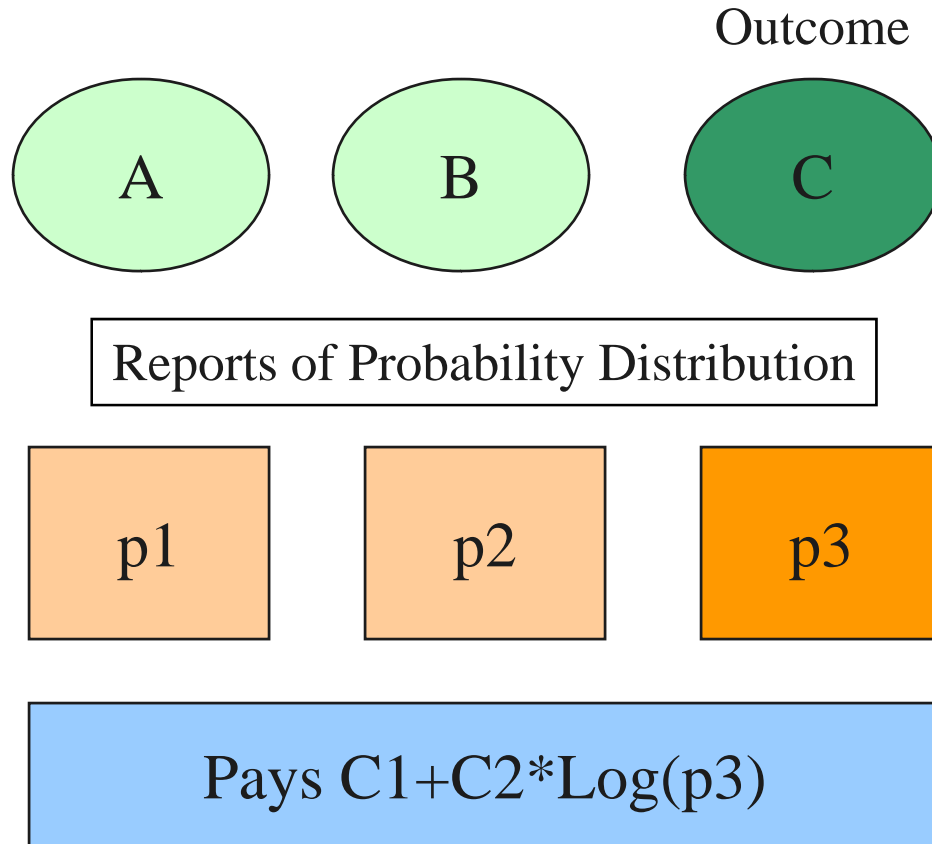 Outcome
A B C
Reports of Probability Distribution
p1 p2 p3
Pays C1+C2*Log(p3)